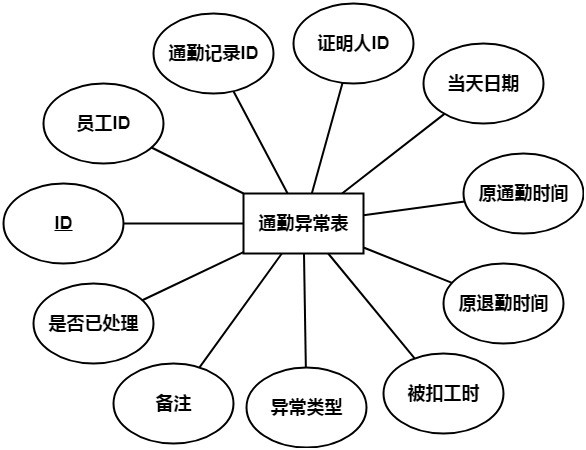 通勤记录ID
证明人ID
当天日期
员工ID
原通勤时间
ID
通勤异常表
原退勤时间
是否已处理
被扣工时
备注
异常类型